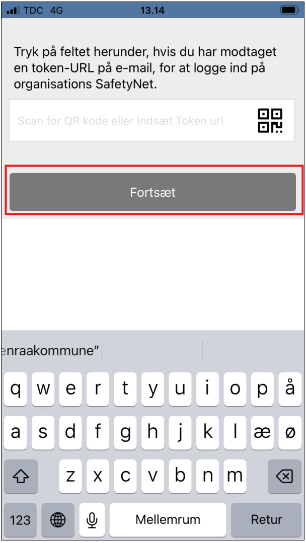 TDC 4G 13.14
Tryk på feltet herunder, hvis du har modtaget
en token-URL på e-mail, for at logge ind på
organisations SafetyNet.
Scan for QR kode eller Indsæt Token url
Fortsæt
enraakommune"
q w e r t y u i o p å
a s d f g h j k l æ ø
z x c v b n m
123 Mellemrum Retur